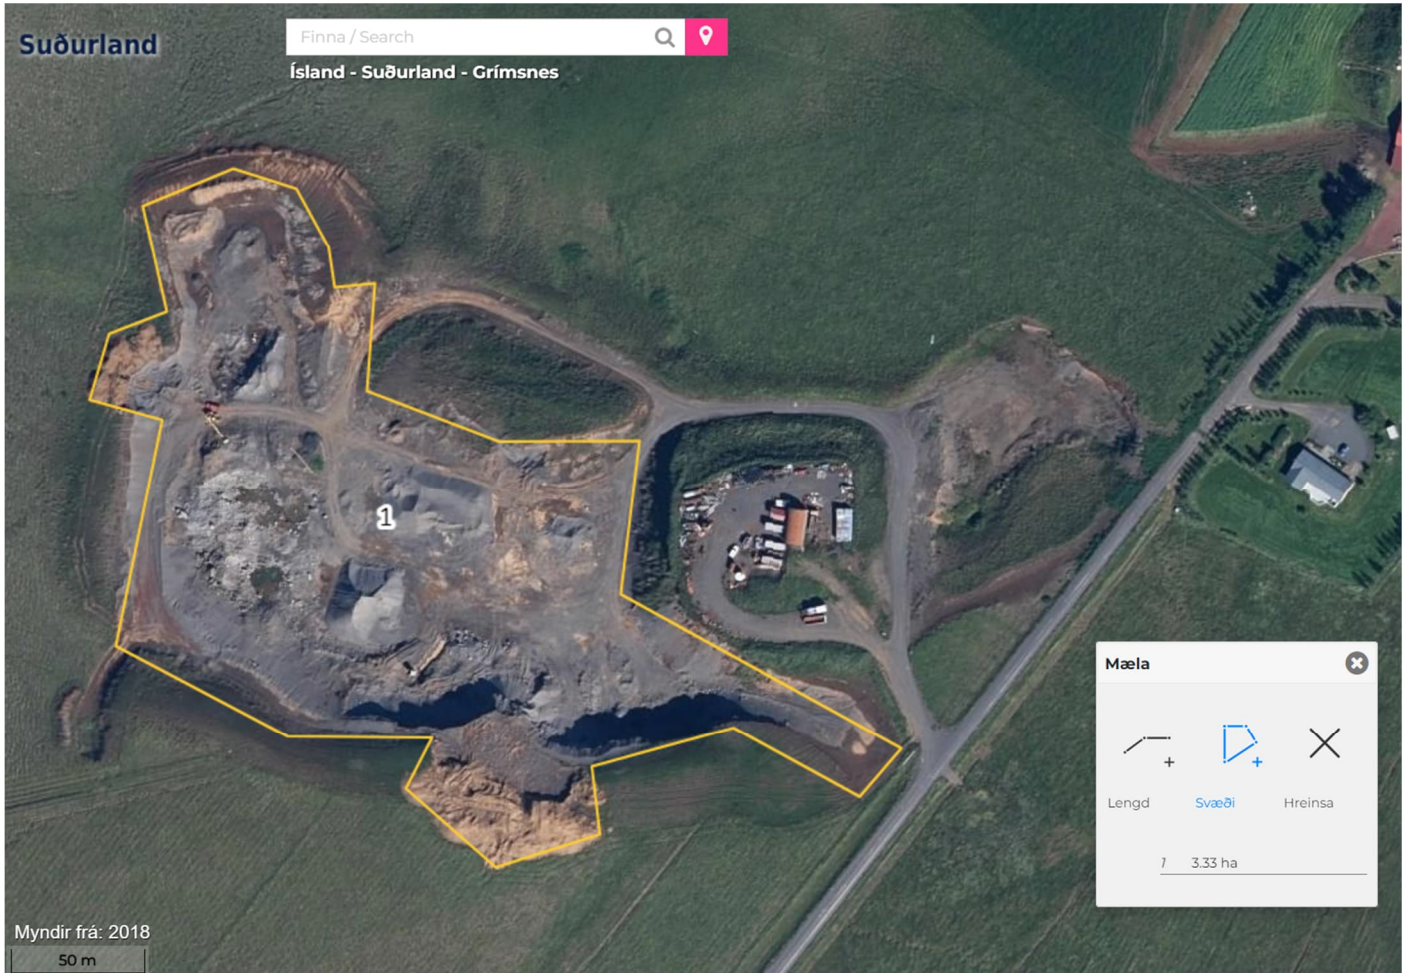 Suðurland
Finna / Search
Ísland - Suðurland - Grímsnes
1
Mæla
Lengd
Svæði
Hreinsa
1 3.33 ha
Myndir frá: 2018
50 m